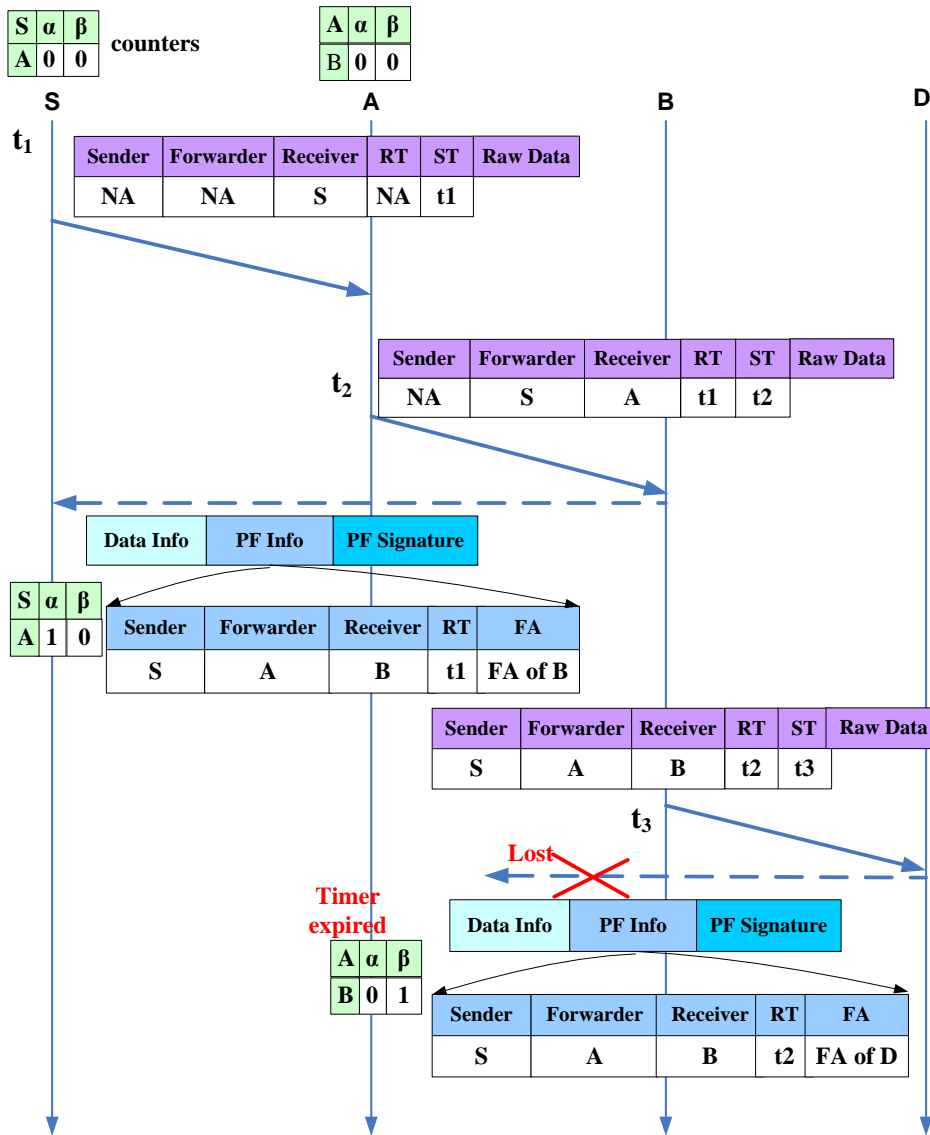 S α β
A 0 0
counters
A α β
B 0 0
S A B D
t1
Sender Forwarder Receiver RT ST Raw Data
NA NA S NA t1
t2
Sender Forwarder Receiver RT ST Raw Data
NA S A t1 t2
Data Info PF Info PF Signature
S α β
A 1 0
Sender Forwarder Receiver RT FA
S A B t1 FA of B
Sender Forwarder Receiver RT ST Raw Data
S A B t2 t3
t3
Lost
Timer
expired
Data Info PF Info PF Signature
A α β
B 0 1
Sender Forwarder Receiver RT FA
S A B t2 FA of D